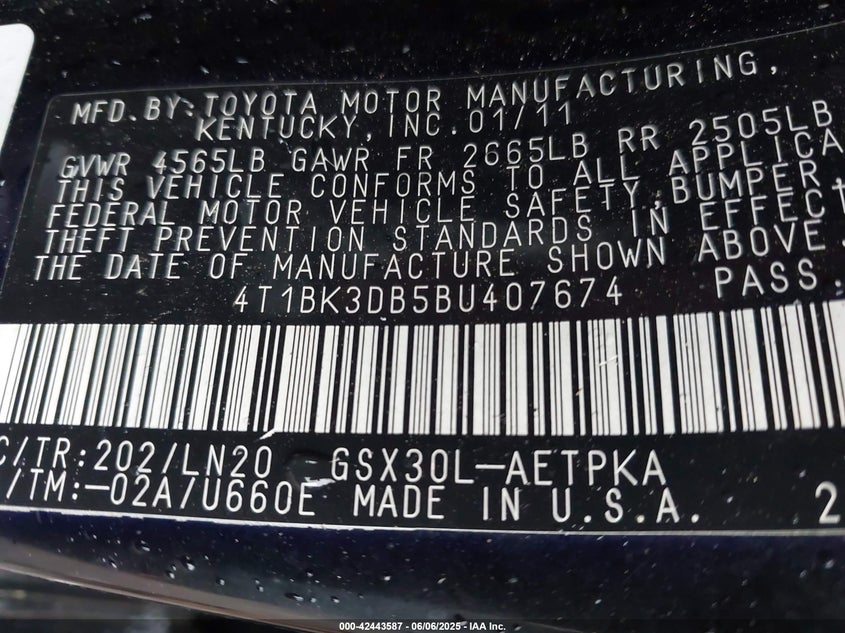 MFD. BY: TOYOTA MOTOR MANUFACTURING,
KENTUCKY, INC. 01/11
GVWR 4565LB GAWR FR 2665LB RR 2505LB
THIS VEHICLE CONFORMS TO ALL APPLICA
FEDERAL MOTOR VEHICLE SAFETY, BUMPER,
THEFT PREVENTION STANDARDS IN EFFECT
THE DATE OF MANUFACTURE SHOWN ABOVE.
4T1BK3DB5BU407674 PASS.
C/TR:202/LN20 GSX30L-AETPKA
/TM:-02A/U660E MADE IN U.S.A. 2
000-42443587 - 06/06/2025 - IAA Inc.